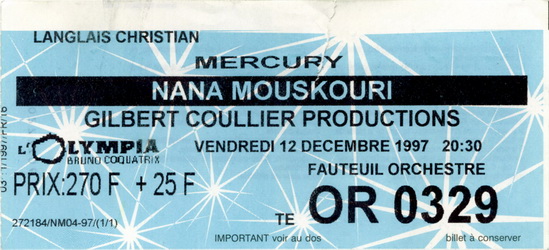 LANGLAIS CHRISTIAN
MERCURY
NANA MOUSKOURI
GILBERT COULLIER PRODUCTIONS
L'OLYMPIA
BRUNO COQUATRIX
VENDREDI 12 DECEMBRE 1997 20:30
FAUTEUIL ORCHESTRE
PRIX:270 F + 25 F
TE OR 0329
272184/NM04-97/(1/1)
IMPORTANT voir au dos
billet à conserver